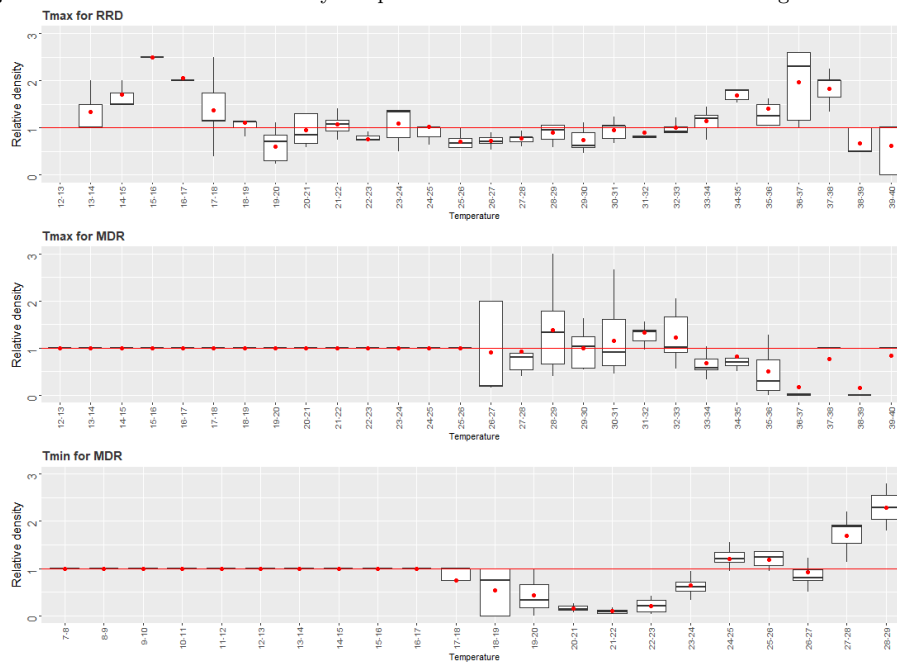 Tmax for RRD
Relative density
3
2
1
0
12-13 13-14 14-15 15-16 16-17 17-18 18-19 19-20 20-21 21-22 22-23 23-24 24-25 25-26 26-27 27-28 28-29 29-30 30-31 31-32 32-33 33-34 34-35 35-36 36-37 37-38 38-39 39-40
Temperature
Tmax for MDR
Relative density
3
2
1
0
12-13 13-14 14-15 15-16 16-17 17-18 18-19 19-20 20-21 21-22 22-23 23-24 24-25 25-26 26-27 27-28 28-29 29-30 30-31 31-32 32-33 33-34 34-35 35-36 36-37 37-38 38-39 39-40
Temperature
Tmin for MDR
Relative density
3
2
1
0
7-8 8-9 9-10 10-11 11-12 12-13 13-14 14-15 15-16 16-17 17-18 18-19 19-20 20-21 21-22 22-23 23-24 24-25 25-26 26-27 27-28 28-29
Temperature